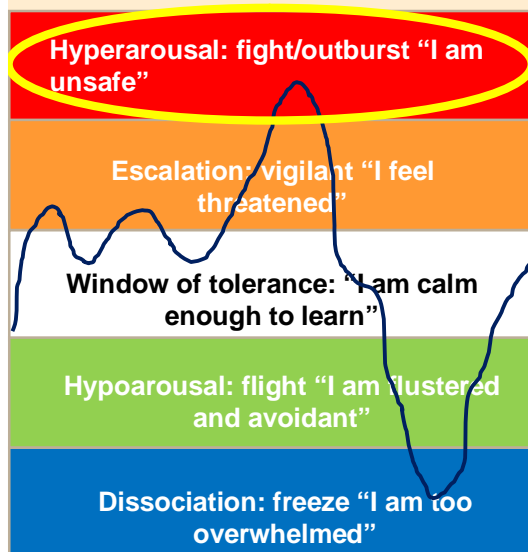 Hyperarousal: fight/outburst “I am
unsafe”
Escalation: vigilant “I feel
threatened”
Window of tolerance: “I am calm
enough to learn”
Hypoarousal: flight “I am flustered
and avoidant”
Dissociation: freeze “I am too
overwhelmed”